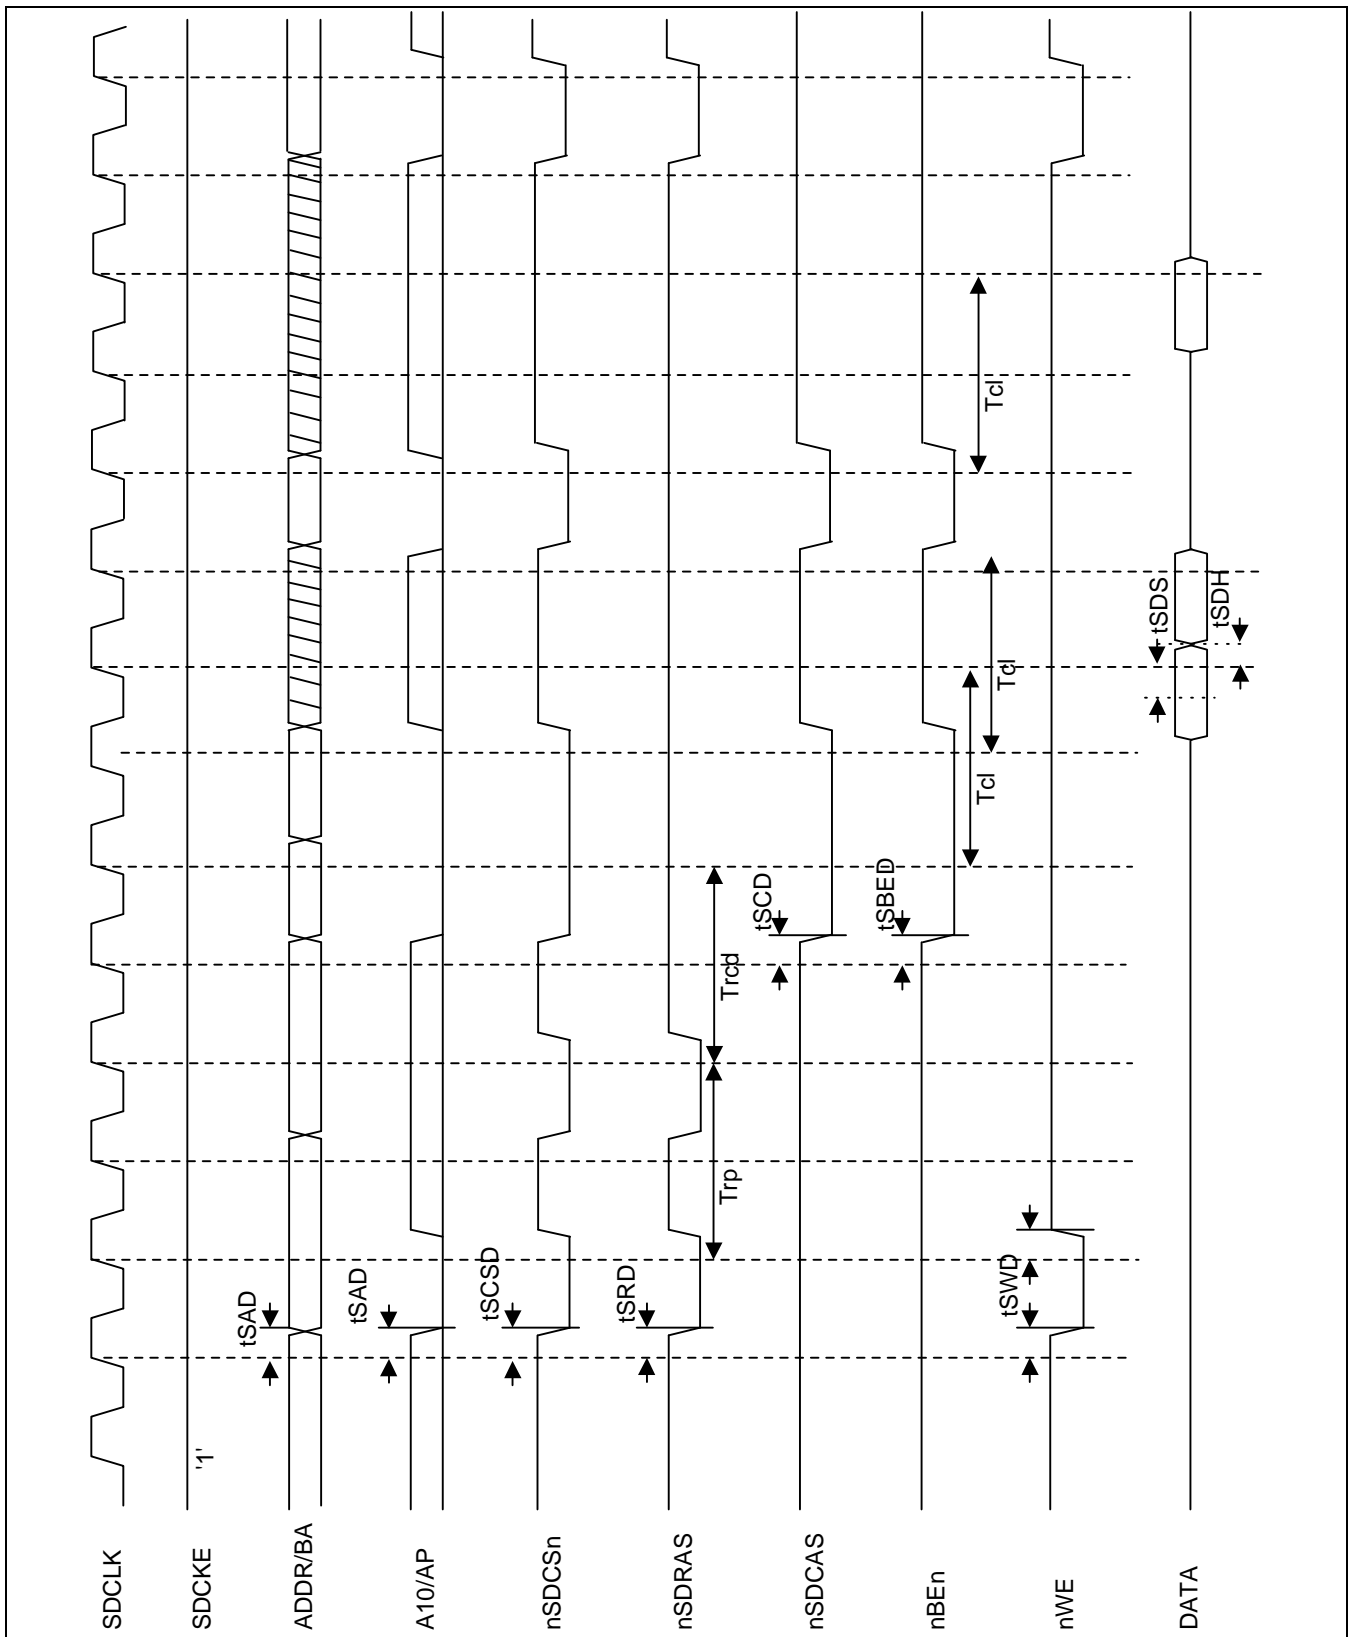 SDCLK
SDCKE
'1'
ADDR/BA
tSAD
A10/AP
tSAD
nSDCSn
tSCSD
nSDRAS
tSRD
Trp
Trcd
nSDCAS
tSCD
nBEn
tSBED
Tcl
Tcl
Tcl
nWE
tSWD
DATA
tSDS
tSDH